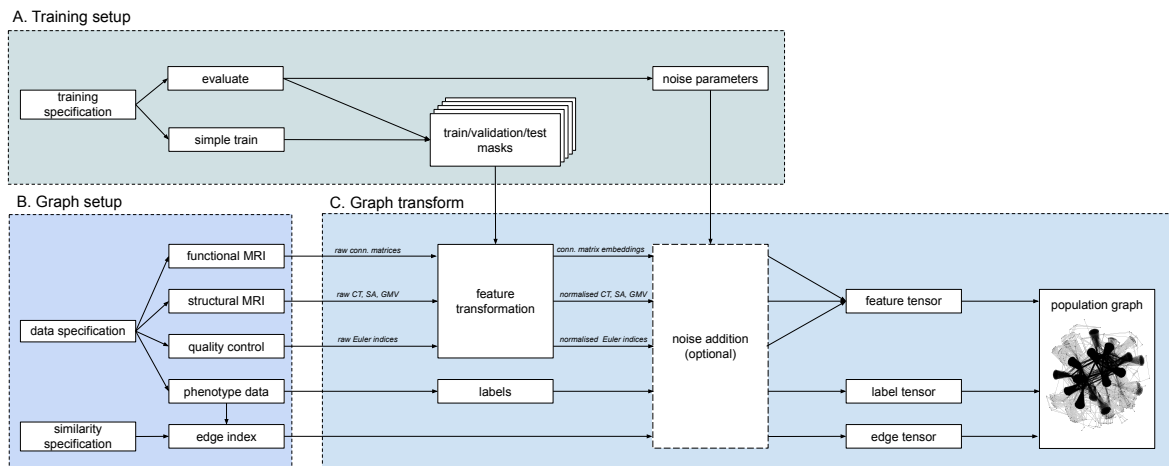 A. Training setup
evaluate
noise parameters
training
specification
simple train
train/validation/test
masks
B. Graph setup
C. Graph transform
functional MRI
raw conn. matrices
conn. matrix embeddings
structural MRI
raw CT, SA, GMV
feature
transformation
normalised CT, SA, GMV
feature tensor
population graph
data specification
quality control
raw Euler indices
normalised Euler indices
noise addition
(optional)
phenotype data
labels
label tensor
similarity
specification
edge index
edge tensor